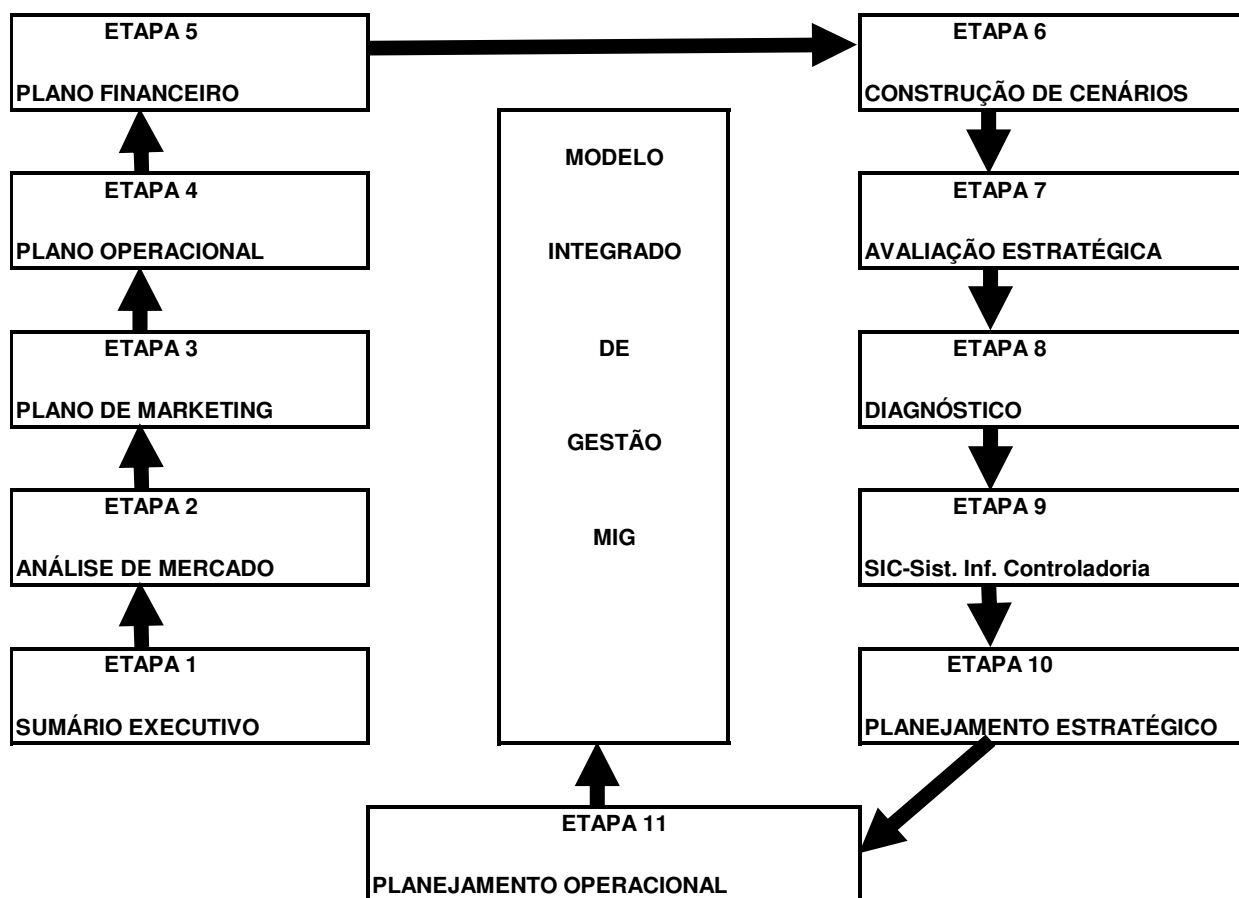 ETAPA 5
PLANO FINANCEIRO
ETAPA 4
PLANO OPERACIONAL
ETAPA 3
PLANO DE MARKETING
ETAPA 2
ANÁLISE DE MERCADO
ETAPA 1
SUMÁRIO EXECUTIVO
MODELO
INTEGRADO
DE
GESTÃO
MIG
ETAPA 6
CONSTRUÇÃO DE CENÁRIOS
ETAPA 7
AVALIAÇÃO ESTRATÉGICA
ETAPA 8
DIAGNÓSTICO
ETAPA 9
SIC-Sist. Inf. Controladoria
ETAPA 10
PLANEJAMENTO ESTRATÉGICO
ETAPA 11
PLANEJAMENTO OPERACIONAL